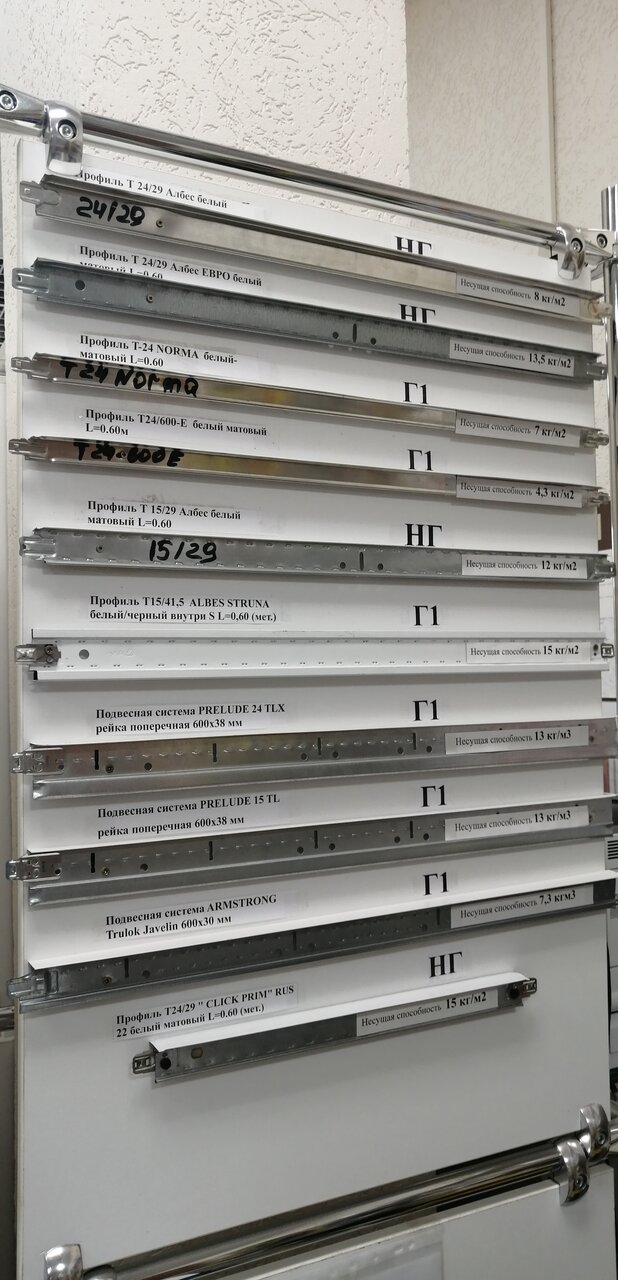 Профиль Т 24/29 Албес белый
24/29
НГ
Несущая способность 8 кг/м2
Профиль Т 24/29 Албес ЕВРО белый
матовый L=0.60
НГ
Несущая способность 13,5 кг/м2
Профиль Т-24 NORMA белый-
матовый L=0.60
T24 NORMA
Г1
Несущая способность 7 кг/м2
Профиль Т24/600-Е белый матовый
L=0.60м
T24-600E
Г1
Несущая способность 4,3 кг/м2
Профиль Т 15/29 Албес белый
матовый L=0.60
15/29
НГ
Несущая способность 12 кг/м2
Профиль Т15/41,5 ALBES STRUNA
белый/черный внутри S L=0,60 (мет.)
Г1
Несущая способность 15 кг/м2
Подвесная система PRELUDE 24 TLX
рейка поперечная 600х38 мм
Г1
Несущая способность 13 кг/м3
Подвесная система PRELUDE 15 TL
рейка поперечная 600х38 мм
Г1
Несущая способность 13 кг/м3
Подвесная система ARMSTRONG
Trulok Javelin 600х30 мм
Г1
Несущая способность 7,3 кгм3
Профиль Т24/29 " CLICK PRIM" RUS
22 белый матовый L=0.60 (мет.)
НГ
Несущая способность 15 кг/м2